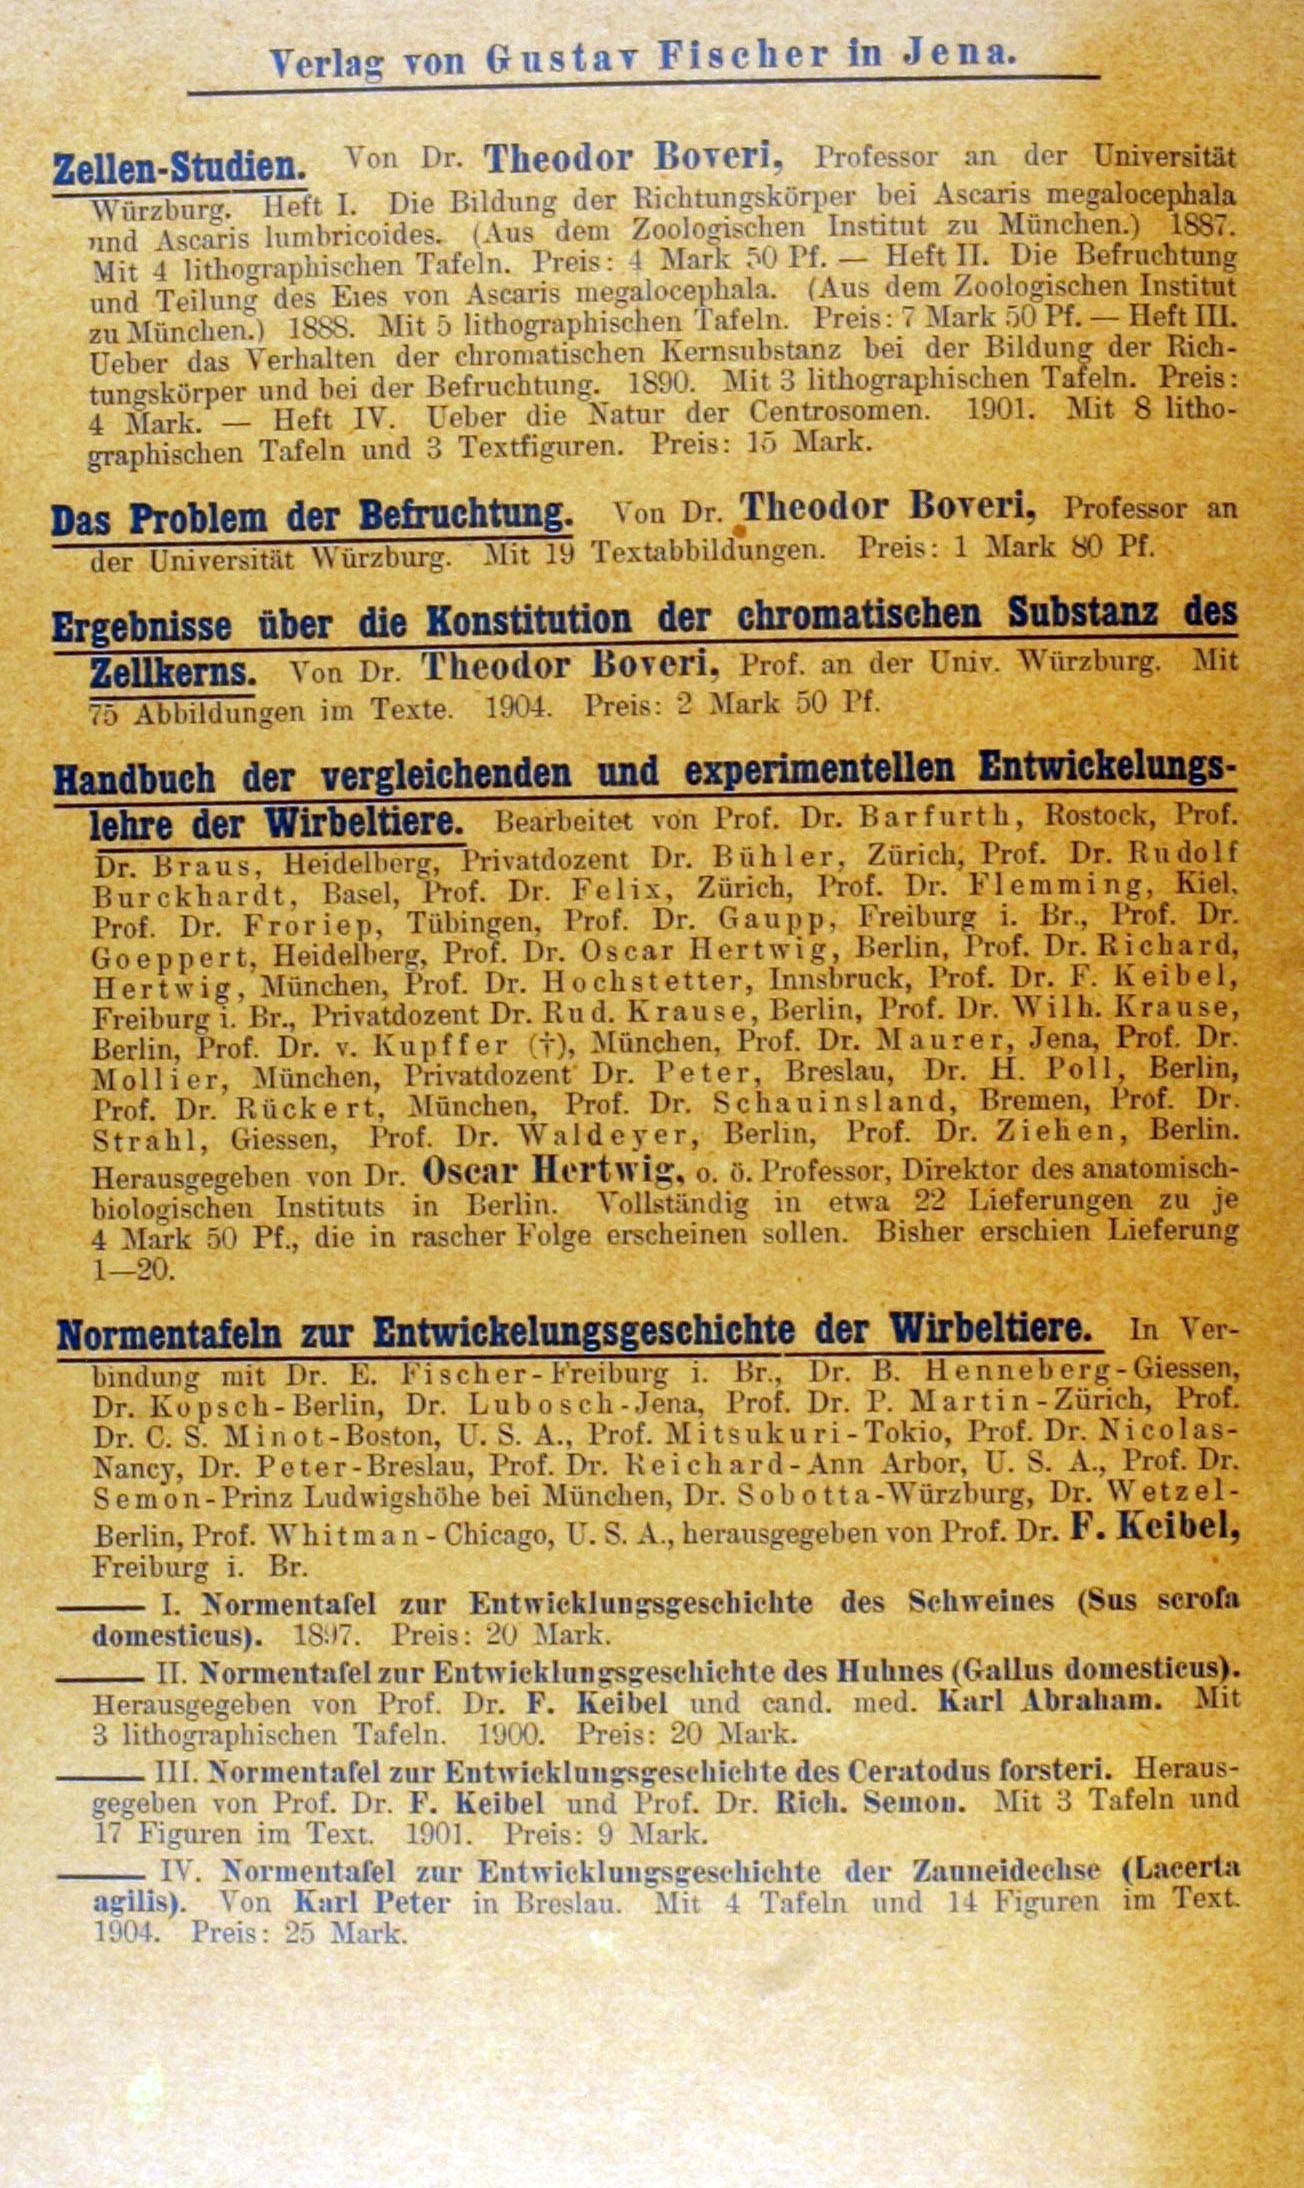 Verlag von Gustav Fischer in Jena.
Zellen-Studien. Von Dr. Theodor Boveri, Professor an der Universität
Würzburg. Heft I. Die Bildung der Richtungskörper bei Ascaris megalocephala
und Ascaris lumbricoides. (Aus dem Zoologischen Institut zu München.) 1887.
Mit 4 lithographischen Tafeln. Preis: 4 Mark 50 Pf. — Heft II. Die Befruchtung
und Teilung des Eies von Ascaris megalocephala. (Aus dem Zoologischen Institut
zu München.) 1888. Mit 5 lithographischen Tafeln. Preis: 7 Mark 50 Pf. — Heft III.
Ueber das Verhalten der chromatischen Kernsubstanz bei der Bildung der Rich-
tungskörper und bei der Befruchtung. 1890. Mit 3 lithographischen Tafeln. Preis:
4 Mark. — Heft IV. Ueber die Natur der Centrosomen. 1901. Mit 8 litho-
graphischen Tafeln und 3 Textfiguren. Preis: 15 Mark.
Das Problem der Befruchtung. Von Dr. Theodor Boveri, Professor an
der Universität Würzburg. Mit 19 Textabbildungen. Preis: 1 Mark 80 Pf.
Ergebnisse über die Konstitution der chromatischen Substanz des
Zellkerns. Von Dr. Theodor Boveri, Prof. an der Univ. Würzburg. Mit
75 Abbildungen im Texte. 1904. Preis: 2 Mark 50 Pf.
Handbuch der vergleichenden und experimentellen Entwickelungs-
lehre der Wirbeltiere. Bearbeitet von Prof. Dr. Barfurth, Rostock, Prof.
Dr. Braus, Heidelberg, Privatdozent Dr. Bühler, Zürich, Prof. Dr. Rudolf
Burckhardt, Basel, Prof. Dr. Felix, Zürich, Prof. Dr. Flemming, Kiel,
Prof. Dr. Froriep, Tübingen, Prof. Dr. Gaupp, Freiburg i. Br., Prof. Dr.
Goeppert, Heidelberg, Prof. Dr. Oscar Hertwig, Berlin, Prof. Dr. Richard,
Hertwig, München, Prof. Dr. Hochstetter, Innsbruck, Prof. Dr. F. Keibel,
Freiburg i. Br., Privatdozent Dr. Rud. Krause, Berlin, Prof. Dr. Wilh. Krause,
Berlin, Prof. Dr. v. Kupffer (†), München, Prof. Dr. Maurer, Jena, Prof. Dr.
Mollier, München, Privatdozent Dr. Peter, Breslau, Dr. H. Poll, Berlin,
Prof. Dr. Rückert, München, Prof. Dr. Schauinsland, Bremen, Prof. Dr.
Strahl, Giessen, Prof. Dr. Waldeyer, Berlin, Prof. Dr. Ziehen, Berlin.
Herausgegeben von Dr. Oscar Hertwig, o. ö. Professor, Direktor des anatomisch-
biologischen Instituts in Berlin. Vollständig in etwa 22 Lieferungen zu je
4 Mark 50 Pf., die in rascher Folge erscheinen sollen. Bisher erschien Lieferung
1—20.
Normentafeln zur Entwickelungsgeschichte der Wirbeltiere. In Ver-
bindung mit Dr. E. Fischer-Freiburg i. Br., Dr. B. Henneberg-Giessen,
Dr. Kopsch-Berlin, Dr. Lubosch-Jena, Prof. Dr. P. Martin-Zürich, Prof.
Dr. C. S. Minot-Boston, U. S. A., Prof. Mitsukuri-Tokio, Prof. Dr. Nicolas-
Nancy, Dr. Peter-Breslau, Prof. Dr. Reichard-Ann Arbor, U. S. A., Prof. Dr.
Semon-Prinz Ludwigshöhe bei München, Dr. Sobotta-Würzburg, Dr. Wetzel-
Berlin, Prof. Whitman-Chicago, U. S. A., herausgegeben von Prof. Dr. F. Keibel,
Freiburg i. Br.
—— I. Normentafel zur Entwicklungsgeschichte des Schweines (Sus scrofa
domesticus). 1897. Preis: 20 Mark.
—— II. Normentafel zur Entwicklungsgeschichte des Huhnes (Gallus domesticus).
Herausgegeben von Prof. Dr. F. Keibel und cand. med. Karl Abraham. Mit
3 lithographischen Tafeln. 1900. Preis: 20 Mark.
—— III. Normentafel zur Entwicklungsgeschichte des Ceratodus forsteri. Heraus-
gegeben von Prof. Dr. F. Keibel und Prof. Dr. Rich. Semon. Mit 3 Tafeln und
17 Figuren im Text. 1901. Preis: 9 Mark.
—— IV. Normentafel zur Entwicklungsgeschichte der Zauneidechse (Lacerta
agilis). Von Karl Peter in Breslau. Mit 4 Tafeln und 14 Figuren im Text.
1904. Preis: 25 Mark.